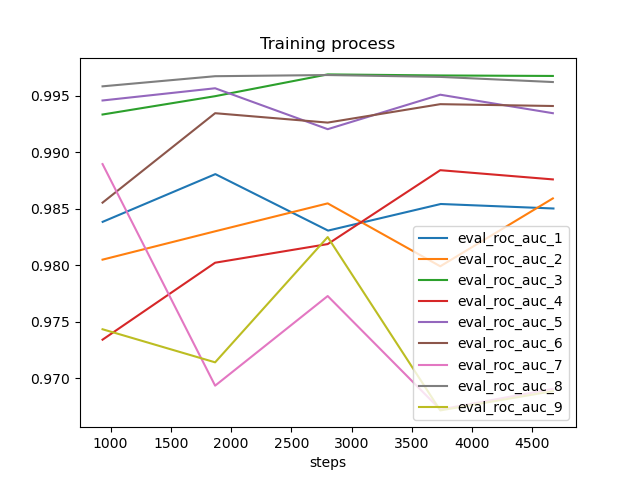 Training process
0.995
0.990
0.985
0.980
0.975
0.970
eval_roc_auc_1
eval_roc_auc_2
eval_roc_auc_3
eval_roc_auc_4
eval_roc_auc_5
eval_roc_auc_6
eval_roc_auc_7
eval_roc_auc_8
eval_roc_auc_9
1000 1500 2000 2500 3000 3500 4000 4500
steps